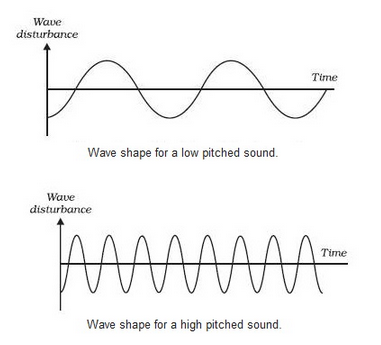 Wave
disturbance
Time
Wave shape for a low pitched sound.
Wave
disturbance
Time
Wave shape for a high pitched sound.